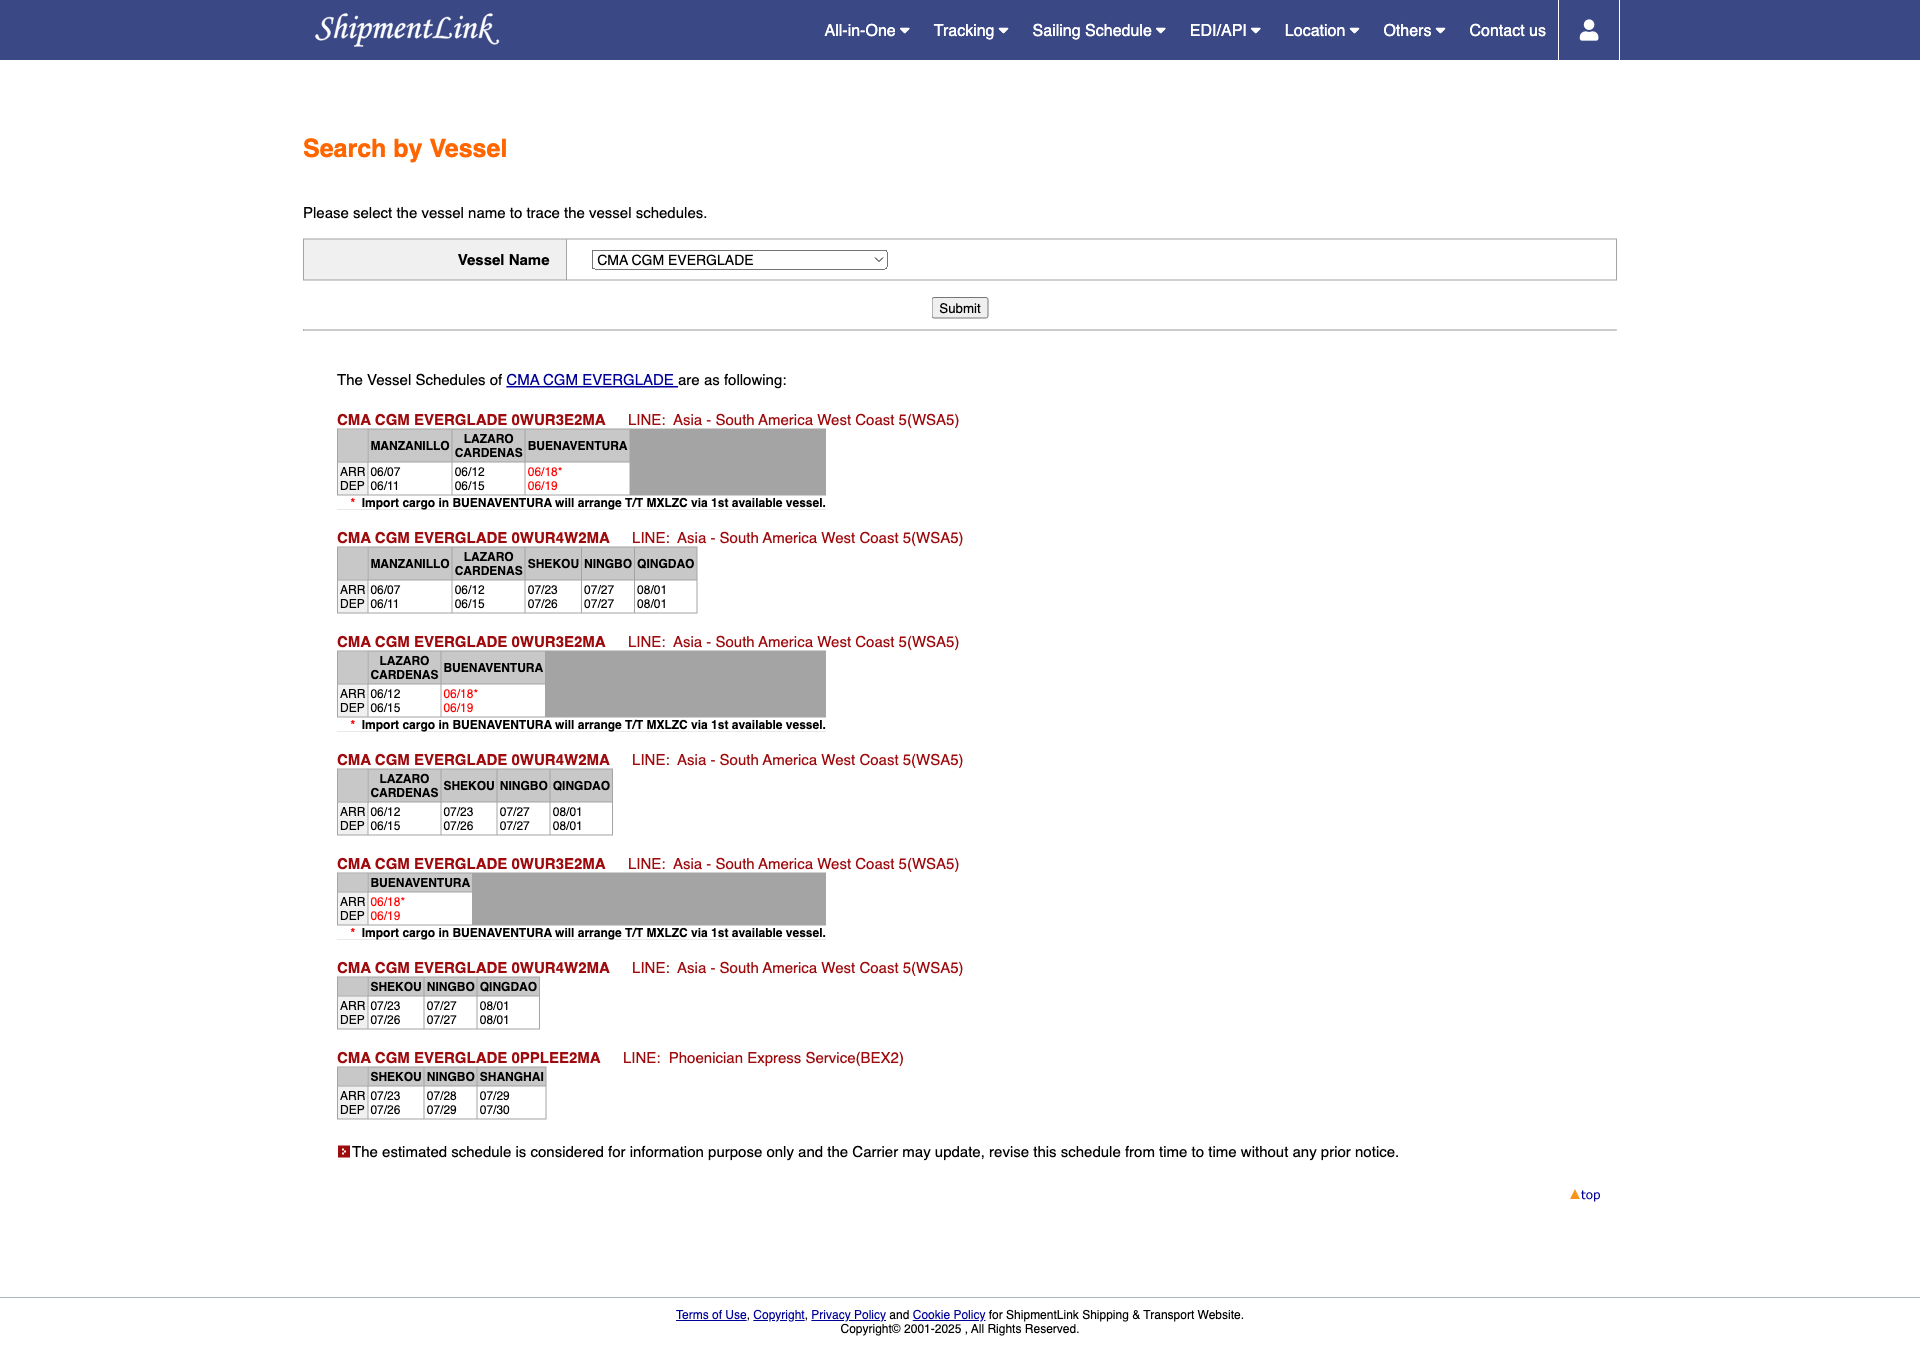 ShipmentLink
All-in-One Tracking Sailing Schedule EDI/API Location Others Contact us
Search by Vessel
Please select the vessel name to trace the vessel schedules.
Vessel Name CMA CGM EVERGLADE
Submit
The Vessel Schedules of CMA CGM EVERGLADE are as following:
CMA CGM EVERGLADE 0WUR3E2MA LINE: Asia - South America West Coast 5(WSA5)
MANZANILLO LAZARO CARDENAS BUENAVENTURA
ARR 06/07 06/12 06/18*
DEP 06/11 06/15 06/19
* Import cargo in BUENAVENTURA will arrange T/T MXLZC via 1st available vessel.
CMA CGM EVERGLADE 0WUR4W2MA LINE: Asia - South America West Coast 5(WSA5)
MANZANILLO LAZARO CARDENAS SHEKOU NINGBO QINGDAO
ARR 06/07 06/12 07/23 07/27 08/01
DEP 06/11 06/15 07/26 07/27 08/01
CMA CGM EVERGLADE 0WUR3E2MA LINE: Asia - South America West Coast 5(WSA5)
LAZARO CARDENAS BUENAVENTURA
ARR 06/12 06/18*
DEP 06/15 06/19
* Import cargo in BUENAVENTURA will arrange T/T MXLZC via 1st available vessel.
CMA CGM EVERGLADE 0WUR4W2MA LINE: Asia - South America West Coast 5(WSA5)
LAZARO CARDENAS SHEKOU NINGBO QINGDAO
ARR 06/12 07/23 07/27 08/01
DEP 06/15 07/26 07/27 08/01
CMA CGM EVERGLADE 0WUR3E2MA LINE: Asia - South America West Coast 5(WSA5)
BUENAVENTURA
ARR 06/18*
DEP 06/19
* Import cargo in BUENAVENTURA will arrange T/T MXLZC via 1st available vessel.
CMA CGM EVERGLADE 0WUR4W2MA LINE: Asia - South America West Coast 5(WSA5)
SHEKOU NINGBO QINGDAO
ARR 07/23 07/27 08/01
DEP 07/26 07/27 08/01
CMA CGM EVERGLADE 0PPLEE2MA LINE: Phoenician Express Service(BEX2)
SHEKOU NINGBO SHANGHAI
ARR 07/23 07/28 07/29
DEP 07/26 07/29 07/30
The estimated schedule is considered for information purpose only and the Carrier may update, revise this schedule from time to time without any prior notice.
top
Terms of Use, Copyright, Privacy Policy and Cookie Policy for ShipmentLink Shipping & Transport Website.
Copyright© 2001-2025 , All Rights Reserved.